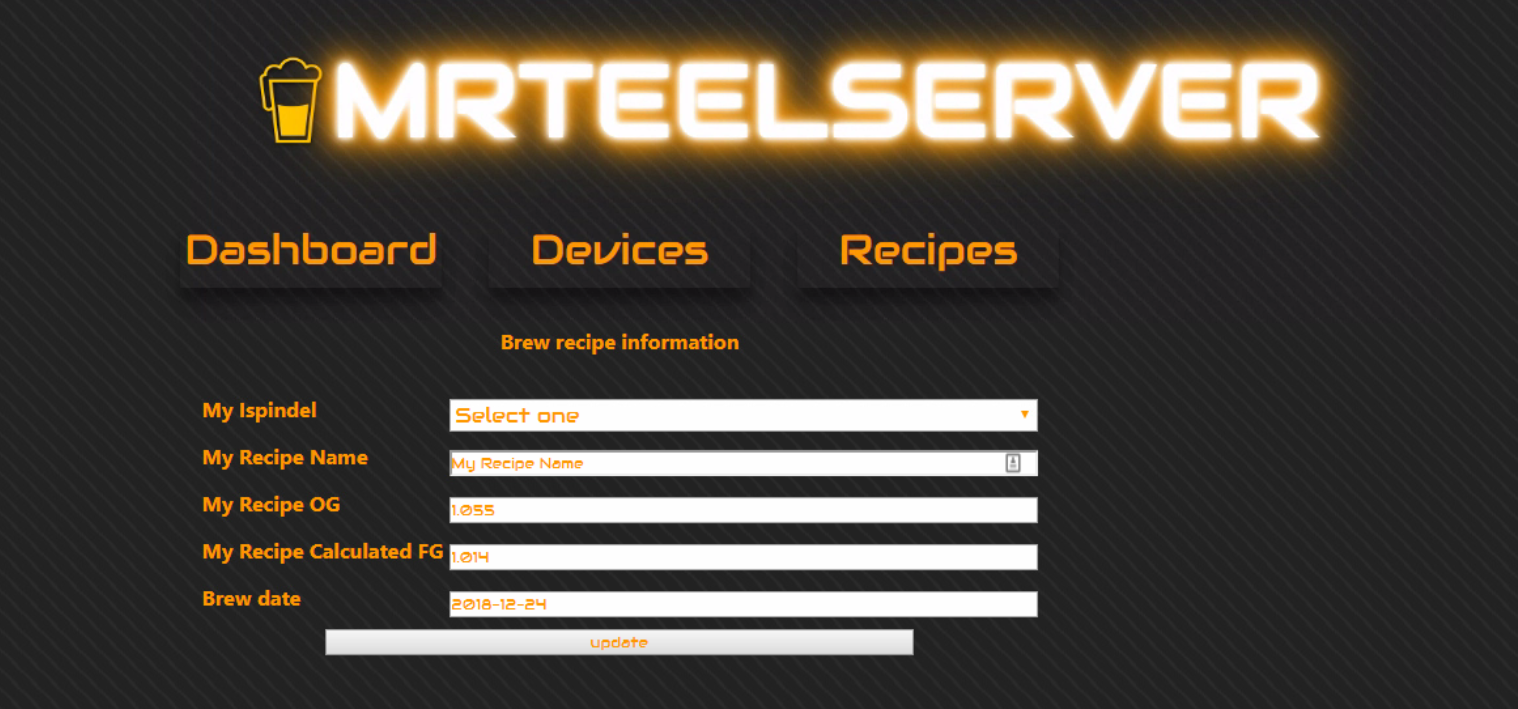 MRTEELSERVER
Dashboard Devices Recipes
Brew recipe information
My Ispindel Select one
My Recipe Name My Recipe Name
My Recipe OG 1.055
My Recipe Calculated FG 1.014
Brew date 2018-12-24
update